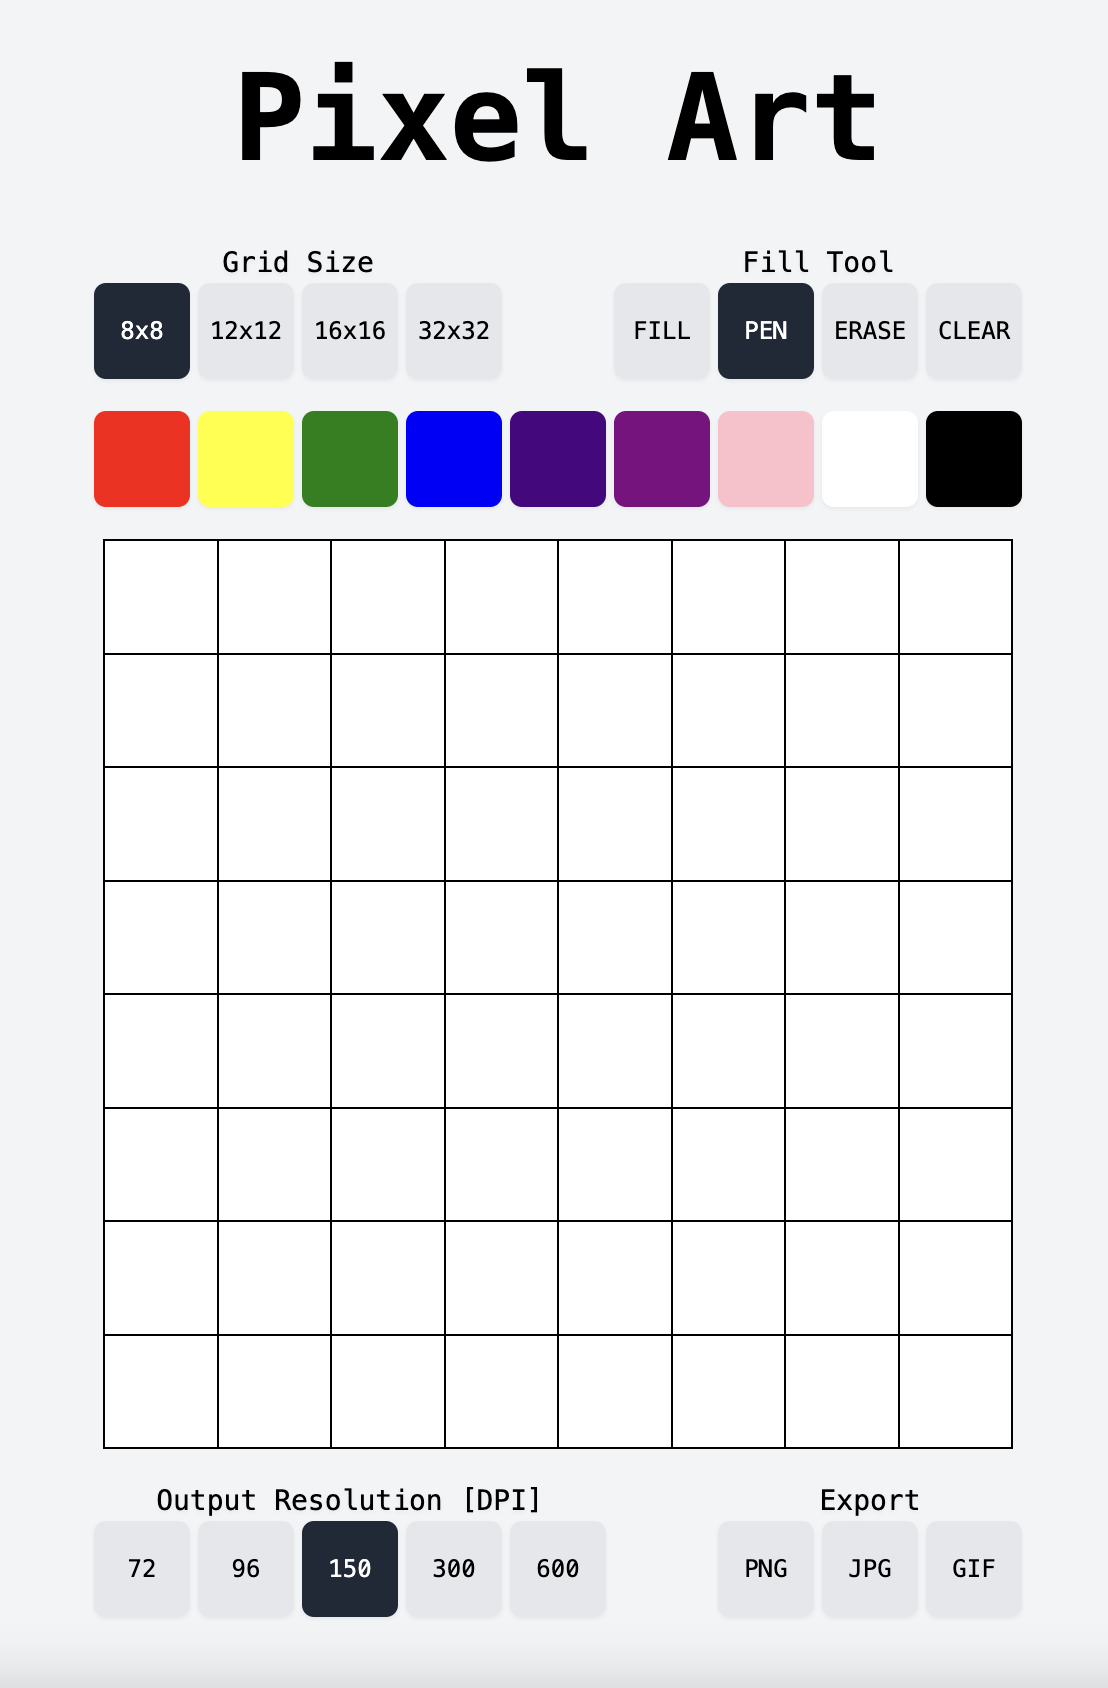 Pixel Art
Grid Size
Fill Tool
8x8 12x12 16x16 32x32 FILL PEN ERASE CLEAR
Output Resolution [DPI]
Export
72 96 150 300 600 PNG JPG GIF